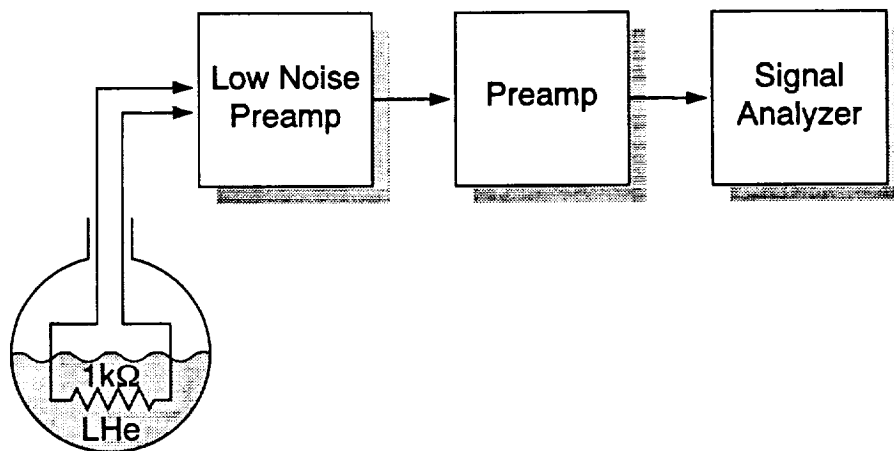 Low Noise
Preamp
Preamp
Signal
Analyzer
1kΩ
LHe